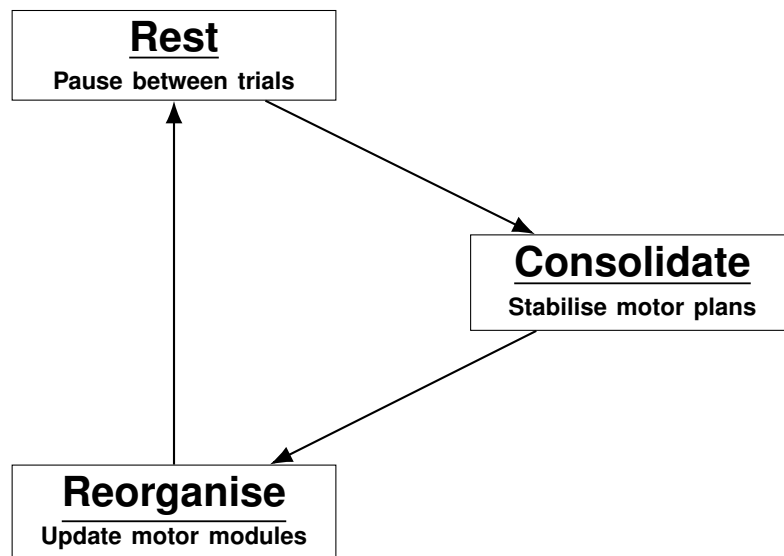 Rest
Pause between trials
Consolidate
Stabilise motor plans
Reorganise
Update motor modules